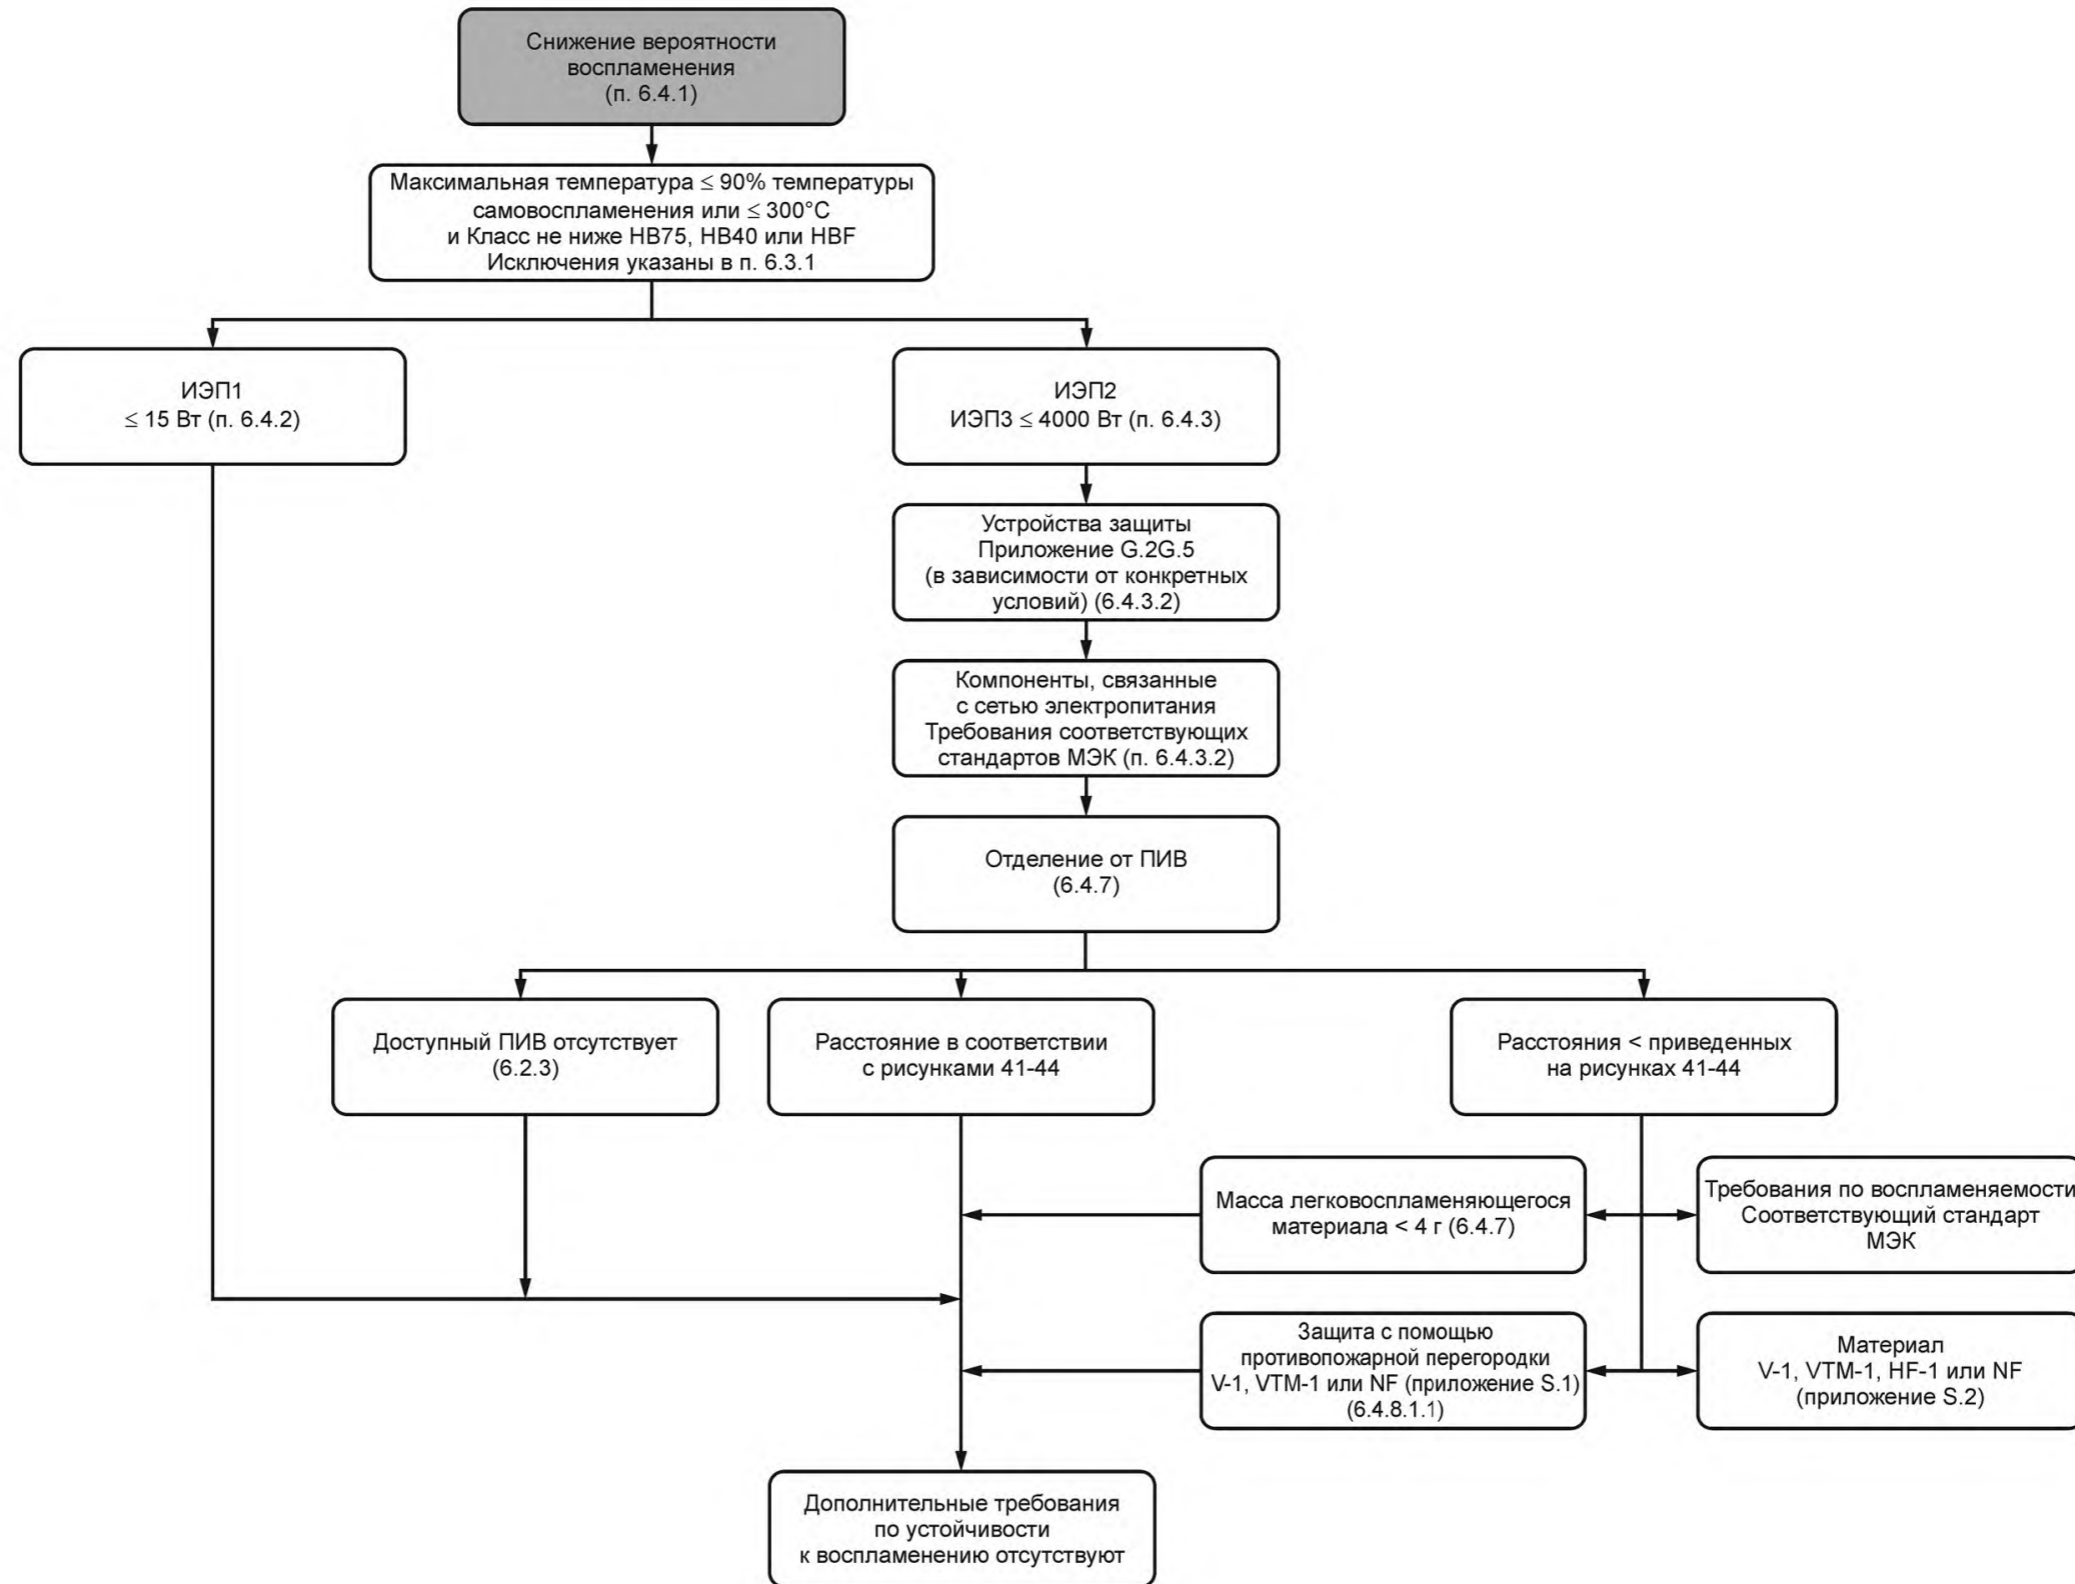 Снижение вероятности
воспламенения
(п. 6.4.1)
Максимальная температура ≤ 90% температуры
самовоспламенения или ≤ 300°C
и Класс не ниже HB75, HB40 или HBF
Исключения указаны в п. 6.3.1
ИЭП1
≤ 15 Вт (п. 6.4.2)
ИЭП2
ИЭП3 ≤ 4000 Вт (п. 6.4.3)
Устройства защиты
Приложение G.2G.5
(в зависимости от конкретных
условий) (6.4.3.2)
Компоненты, связанные
с сетью электропитания
Требования соответствующих
стандартов МЭК (п. 6.4.3.2)
Отделение от ПИВ
(6.4.7)
Доступный ПИВ отсутствует
(6.2.3)
Расстояние в соответствии
с рисунками 41-44
Расстояния < приведенных
на рисунках 41-44
Масса легковоспламеняющегося
материала < 4 г (6.4.7)
Требования по воспламеняемости
Соответствующий стандарт
МЭК
Защита с помощью
противопожарной перегородки
V-1, VTM-1 или NF (приложение S.1)
(6.4.8.1.1)
Материал
V-1, VTM-1, HF-1 или NF
(приложение S.2)
Дополнительные требования
по устойчивости
к воспламенению отсутствуют